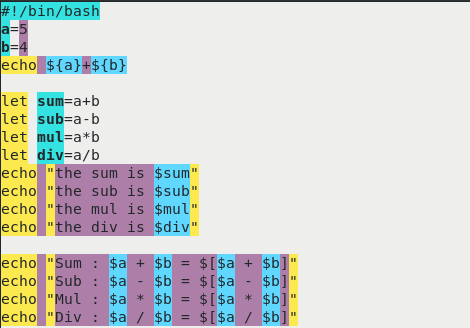 #!/bin/bash
a=5
b=4
echo ${a}+${b}
let sum=a+b
let sub=a-b
let mul=a*b
let div=a/b
echo "the sum is $sum"
echo "the sub is $sub"
echo "the mul is $mul"
echo "the div is $div"
echo "Sum : $a + $b = $[$a + $b]"
echo "Sub : $a - $b = $[$a - $b]"
echo "Mul : $a * $b = $[$a * $b]"
echo "Div : $a / $b = $[$a / $b]"